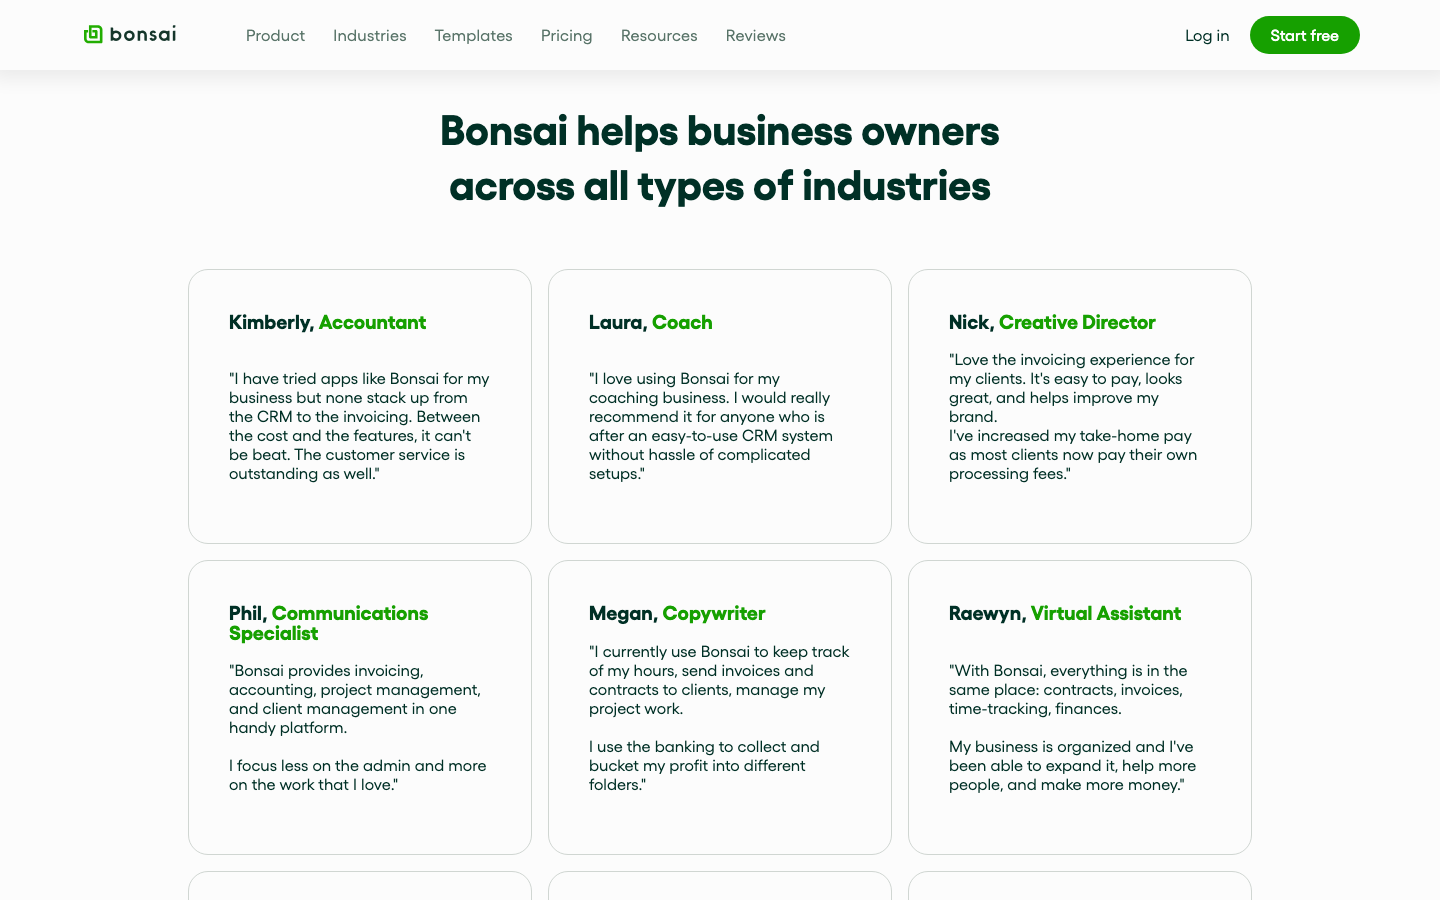 bonsai
Product
Industries
Templates
Pricing
Resources
Reviews
Log in
Start free
Bonsai helps business owners
across all types of industries
Kimberly, Accountant
"I have tried apps like Bonsai for my
business but none stack up from
the CRM to the invoicing. Between
the cost and the features, it can't
be beat. The customer service is
outstanding as well."
Laura, Coach
"I love using Bonsai for my
coaching business. I would really
recommend it for anyone who is
after an easy-to-use CRM system
without hassle of complicated
setups."
Nick, Creative Director
"Love the invoicing experience for
my clients. It's easy to pay, looks
great, and helps improve my
brand.
I've increased my take-home pay
as most clients now pay their own
processing fees."
Phil, Communications
Specialist
"Bonsai provides invoicing,
accounting, project management,
and client management in one
handy platform.
I focus less on the admin and more
on the work that I love."
Megan, Copywriter
"I currently use Bonsai to keep track
of my hours, send invoices and
contracts to clients, manage my
project work.
I use the banking to collect and
bucket my profit into different
folders."
Raewyn, Virtual Assistant
"With Bonsai, everything is in the
same place: contracts, invoices,
time-tracking, finances.
My business is organized and I've
been able to expand it, help more
people, and make more money."